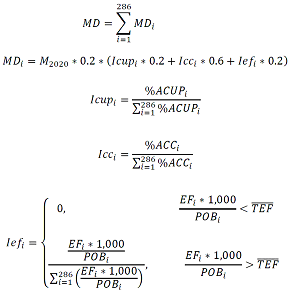 MD = \sum_{i=1}^{286} MD_i
MD_i = M_{2020} * 0.2 * (Icup_i * 0.2 + Icc_i * 0.6 + Ief_i * 0.2)
Icup_i = \frac{\%ACUP_i}{\sum_{i=1}^{286} \%ACUP_i}
Icc_i = \frac{\%ACC_i}{\sum_{i=1}^{286} \%ACC_i}
Ief_i = \begin{cases} 0, & \frac{EF_i * 1,000}{POB_i} < \overline{TEF} \\ \frac{\frac{EF_i * 1,000}{POB_i}}{\sum_{i=1}^{286} \left( \frac{EF_i * 1,000}{POB_i} \right)}, & \frac{EF_i * 1,000}{POB_i} > \overline{TEF} \end{cases}